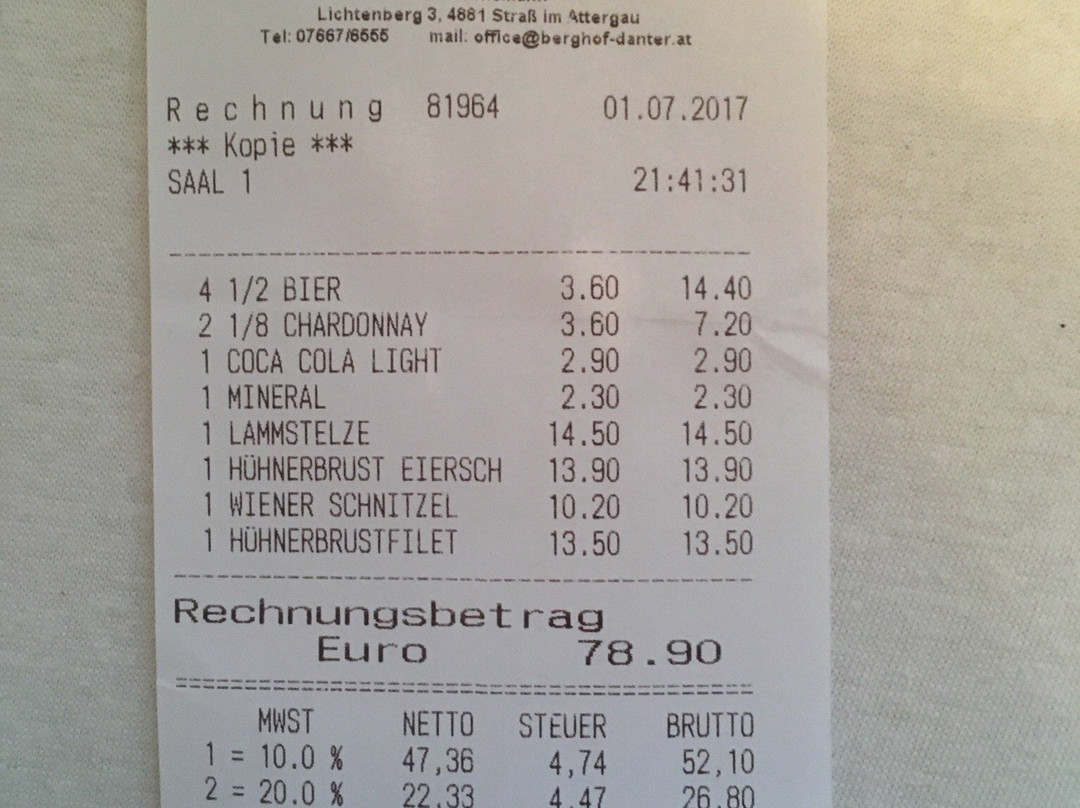 Lichtenberg 3, 4881 Straß im Attergau
Tel: 07667/6555 mail: office@berghof-danter.at
Rechnung 81964 01.07.2017
*** Kopie ***
SAAL 1 21:41:31
4 1/2 BIER 3.60 14.40
2 1/8 CHARDONNAY 3.60 7.20
1 COCA COLA LIGHT 2.90 2.90
1 MINERAL 2.30 2.30
1 LAMMSTELZE 14.50 14.50
1 HÜHNERBRUST EIERSCH 13.90 13.90
1 WIENER SCHNITZEL 10.20 10.20
1 HÜHNERBRUSTFILET 13.50 13.50
Rechnungsbetrag
Euro 78.90
MWST NETTO STEUER BRUTTO
1 = 10.0 % 47,36 4,74 52,10
2 = 20.0 % 22,33 4,47 26,80